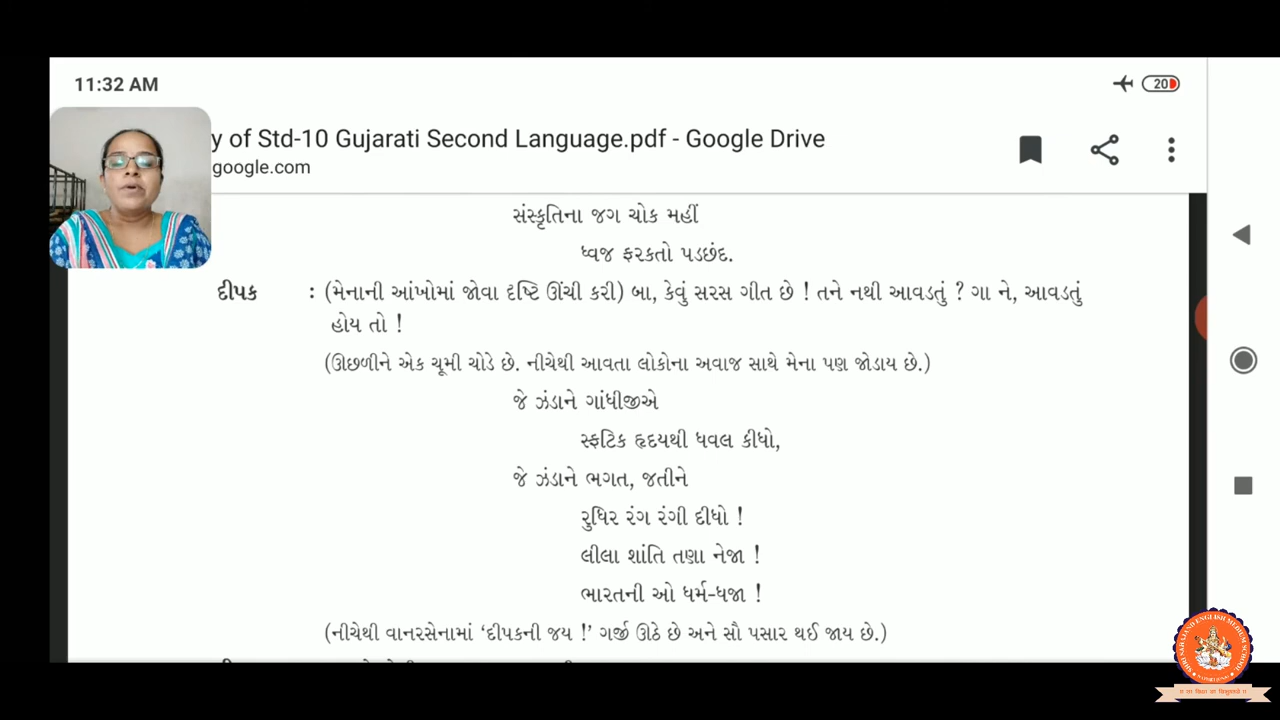 11:32 AM
20
y of Std-10 Gujarati Second Language.pdf - Google Drive
google.com
સંસ્કૃતિના જગ ચોક મહીં
ધ્વજ ફરકતો પડછંદ.
દીપક : (મેનાની આંખોમાં જોવા દૃષ્ટિ ઊંચી કરી) બા, કેવું સરસ ગીત છે ! તને નથી આવડતું ? ગા ને, આવડતું
હોય તો !
(ઊછળીને એક ચૂમી ચોડે છે. નીચેથી આવતા લોકોના અવાજ સાથે મેના પણ જોડાય છે.)
જે ઝંડાને ગાંધીજીએ
સ્ફટિક હૃદયથી ધવલ કીધો,
જે ઝંડાને ભગત, જતીને
રુધિર રંગ રંગી દીધો !
લીલા શાંતિ તણા નેજા !
ભારતની ઓ ધર્મ-ધજા !
(નીચેથી વાનરસેનામાં ‘દીપકની જય !’ ગર્જી ઊઠે છે અને સૌ પસાર થઈ જાય છે.)